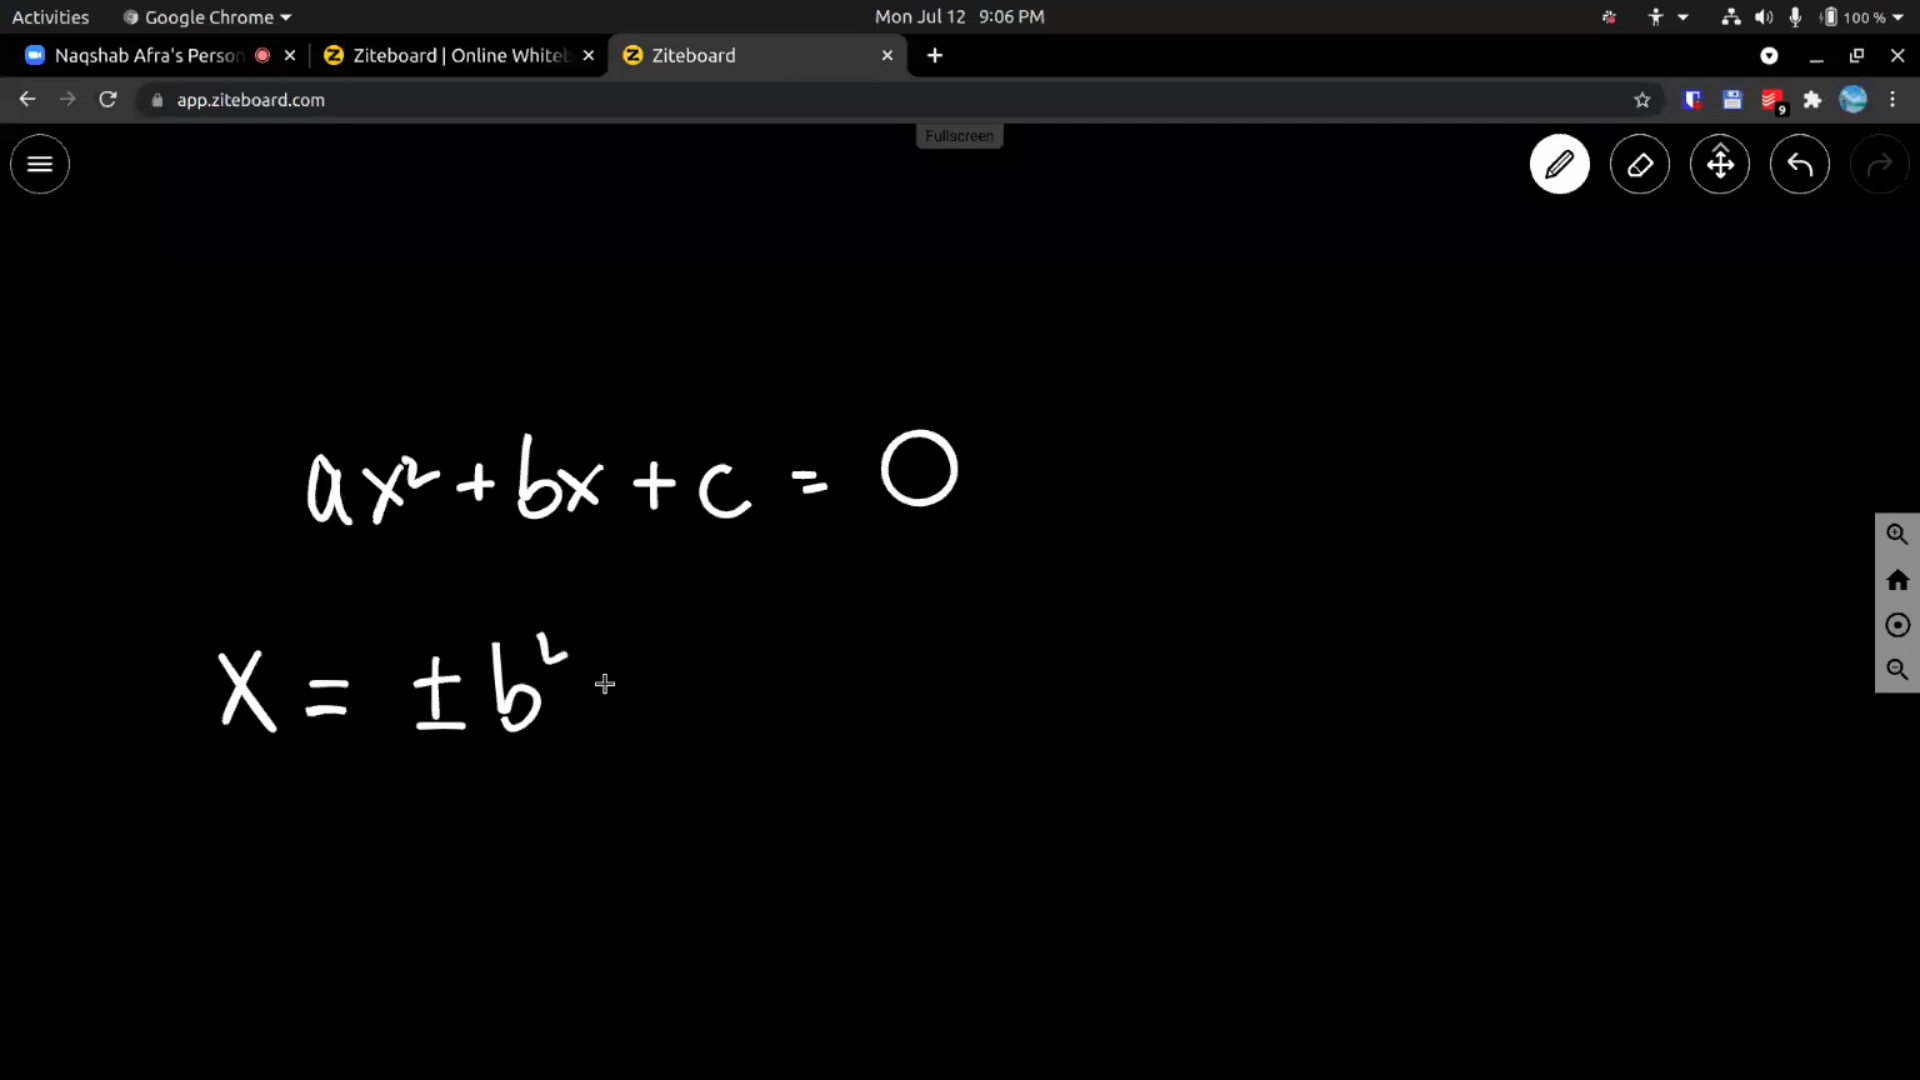 Activities Google Chrome Mon Jul 12 9:06 PM 100 %
Naqshab Afra's Person Ziteboard | Online Whiteb Ziteboard
app.ziteboard.com 9
Fullscreen
ax² + bx + c = 0
x = ± b²